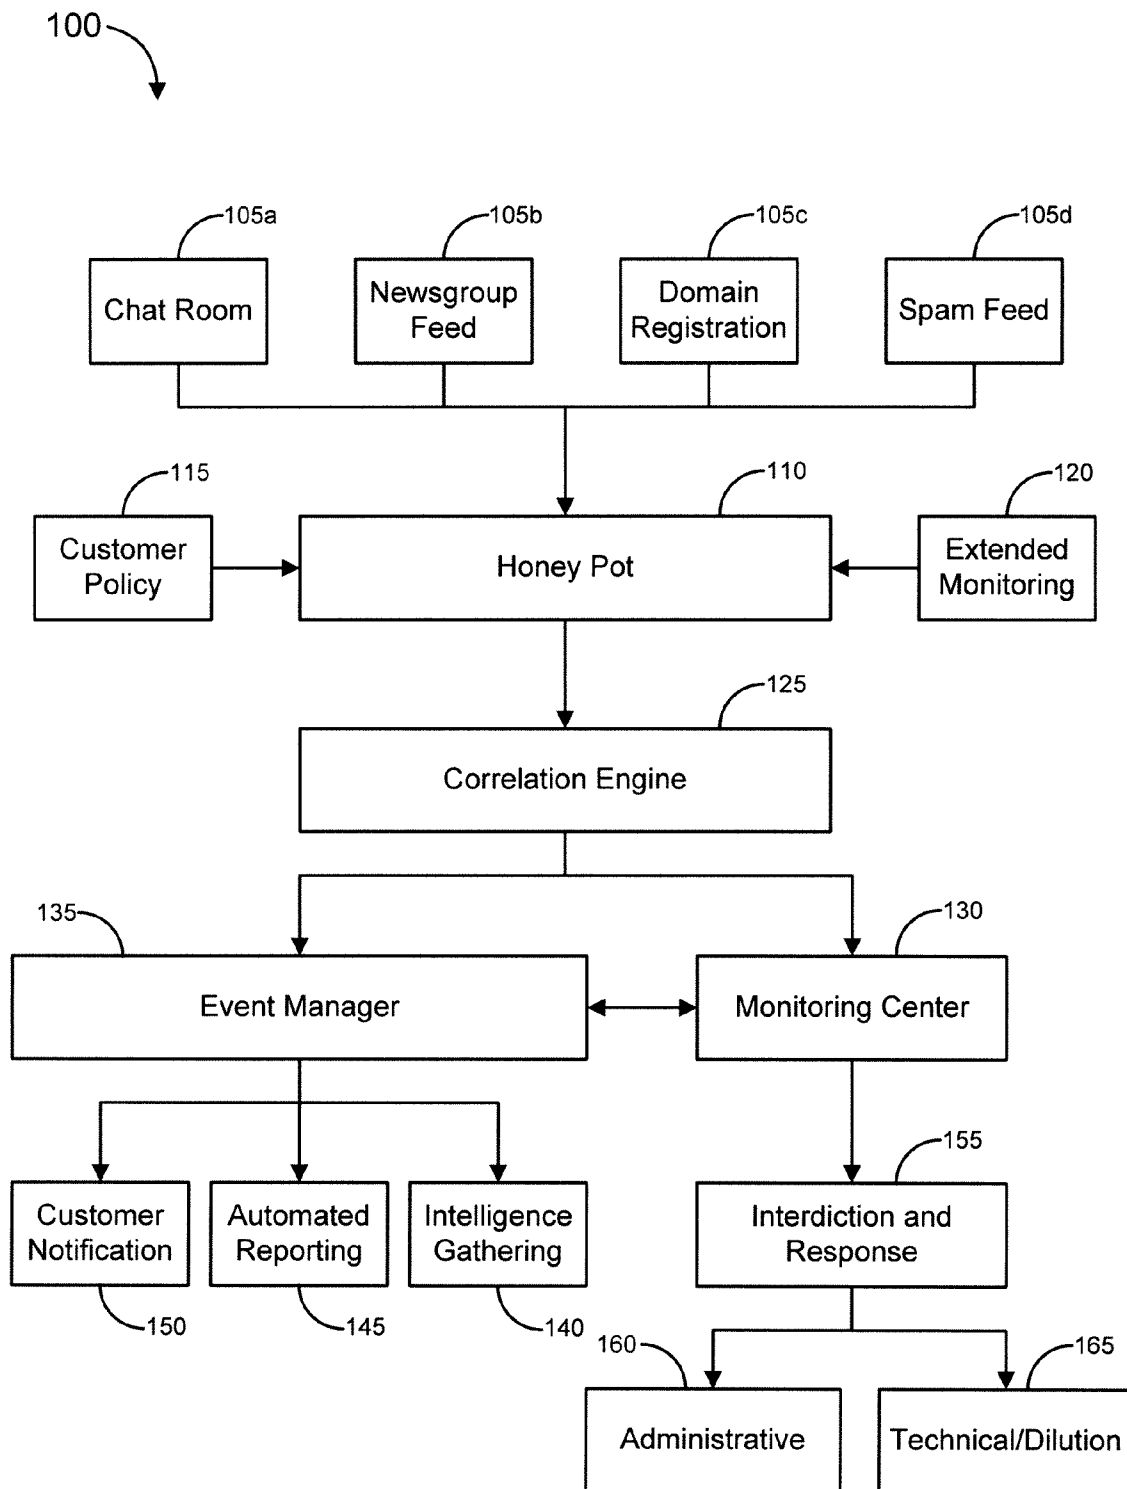 100
105a
105b
105c
105d
Chat Room
Newsgroup
Feed
Domain
Registration
Spam Feed
115
110
120
Customer
Policy
Honey Pot
Extended
Monitoring
125
Correlation Engine
135
130
Event Manager
Monitoring Center
155
Customer
Notification
Automated
Reporting
Intelligence
Gathering
Interdiction and
Response
150
145
140
160
165
Administrative
Technical/Dilution